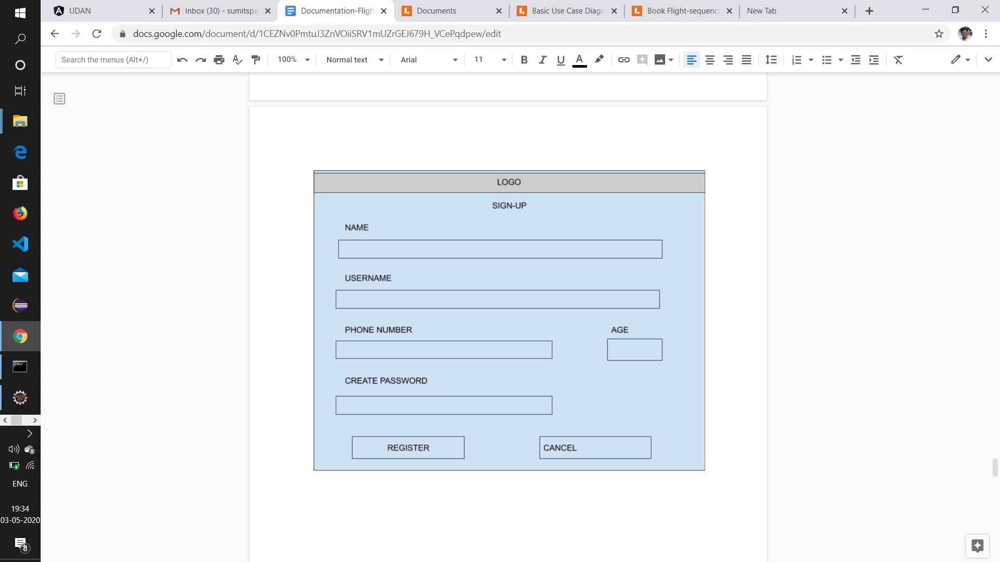 UDAN
Inbox (30) - sumitspa
Documentation-Fligh
Documents
Basic Use Case Diagra
Book Flight-sequenc
New Tab
docs.google.com/document/d/1CEZNv0PmtuJ3ZnVOiiSRV1mUZrGEJ679H_VCePqdpew/edit
Search the menus (Alt+/)
100%
Normal text
Arial
11
B I U A
LOGO
SIGN-UP
NAME
USERNAME
PHONE NUMBER
AGE
CREATE PASSWORD
REGISTER
CANCEL
ENG
19:34
03-05-2020
8